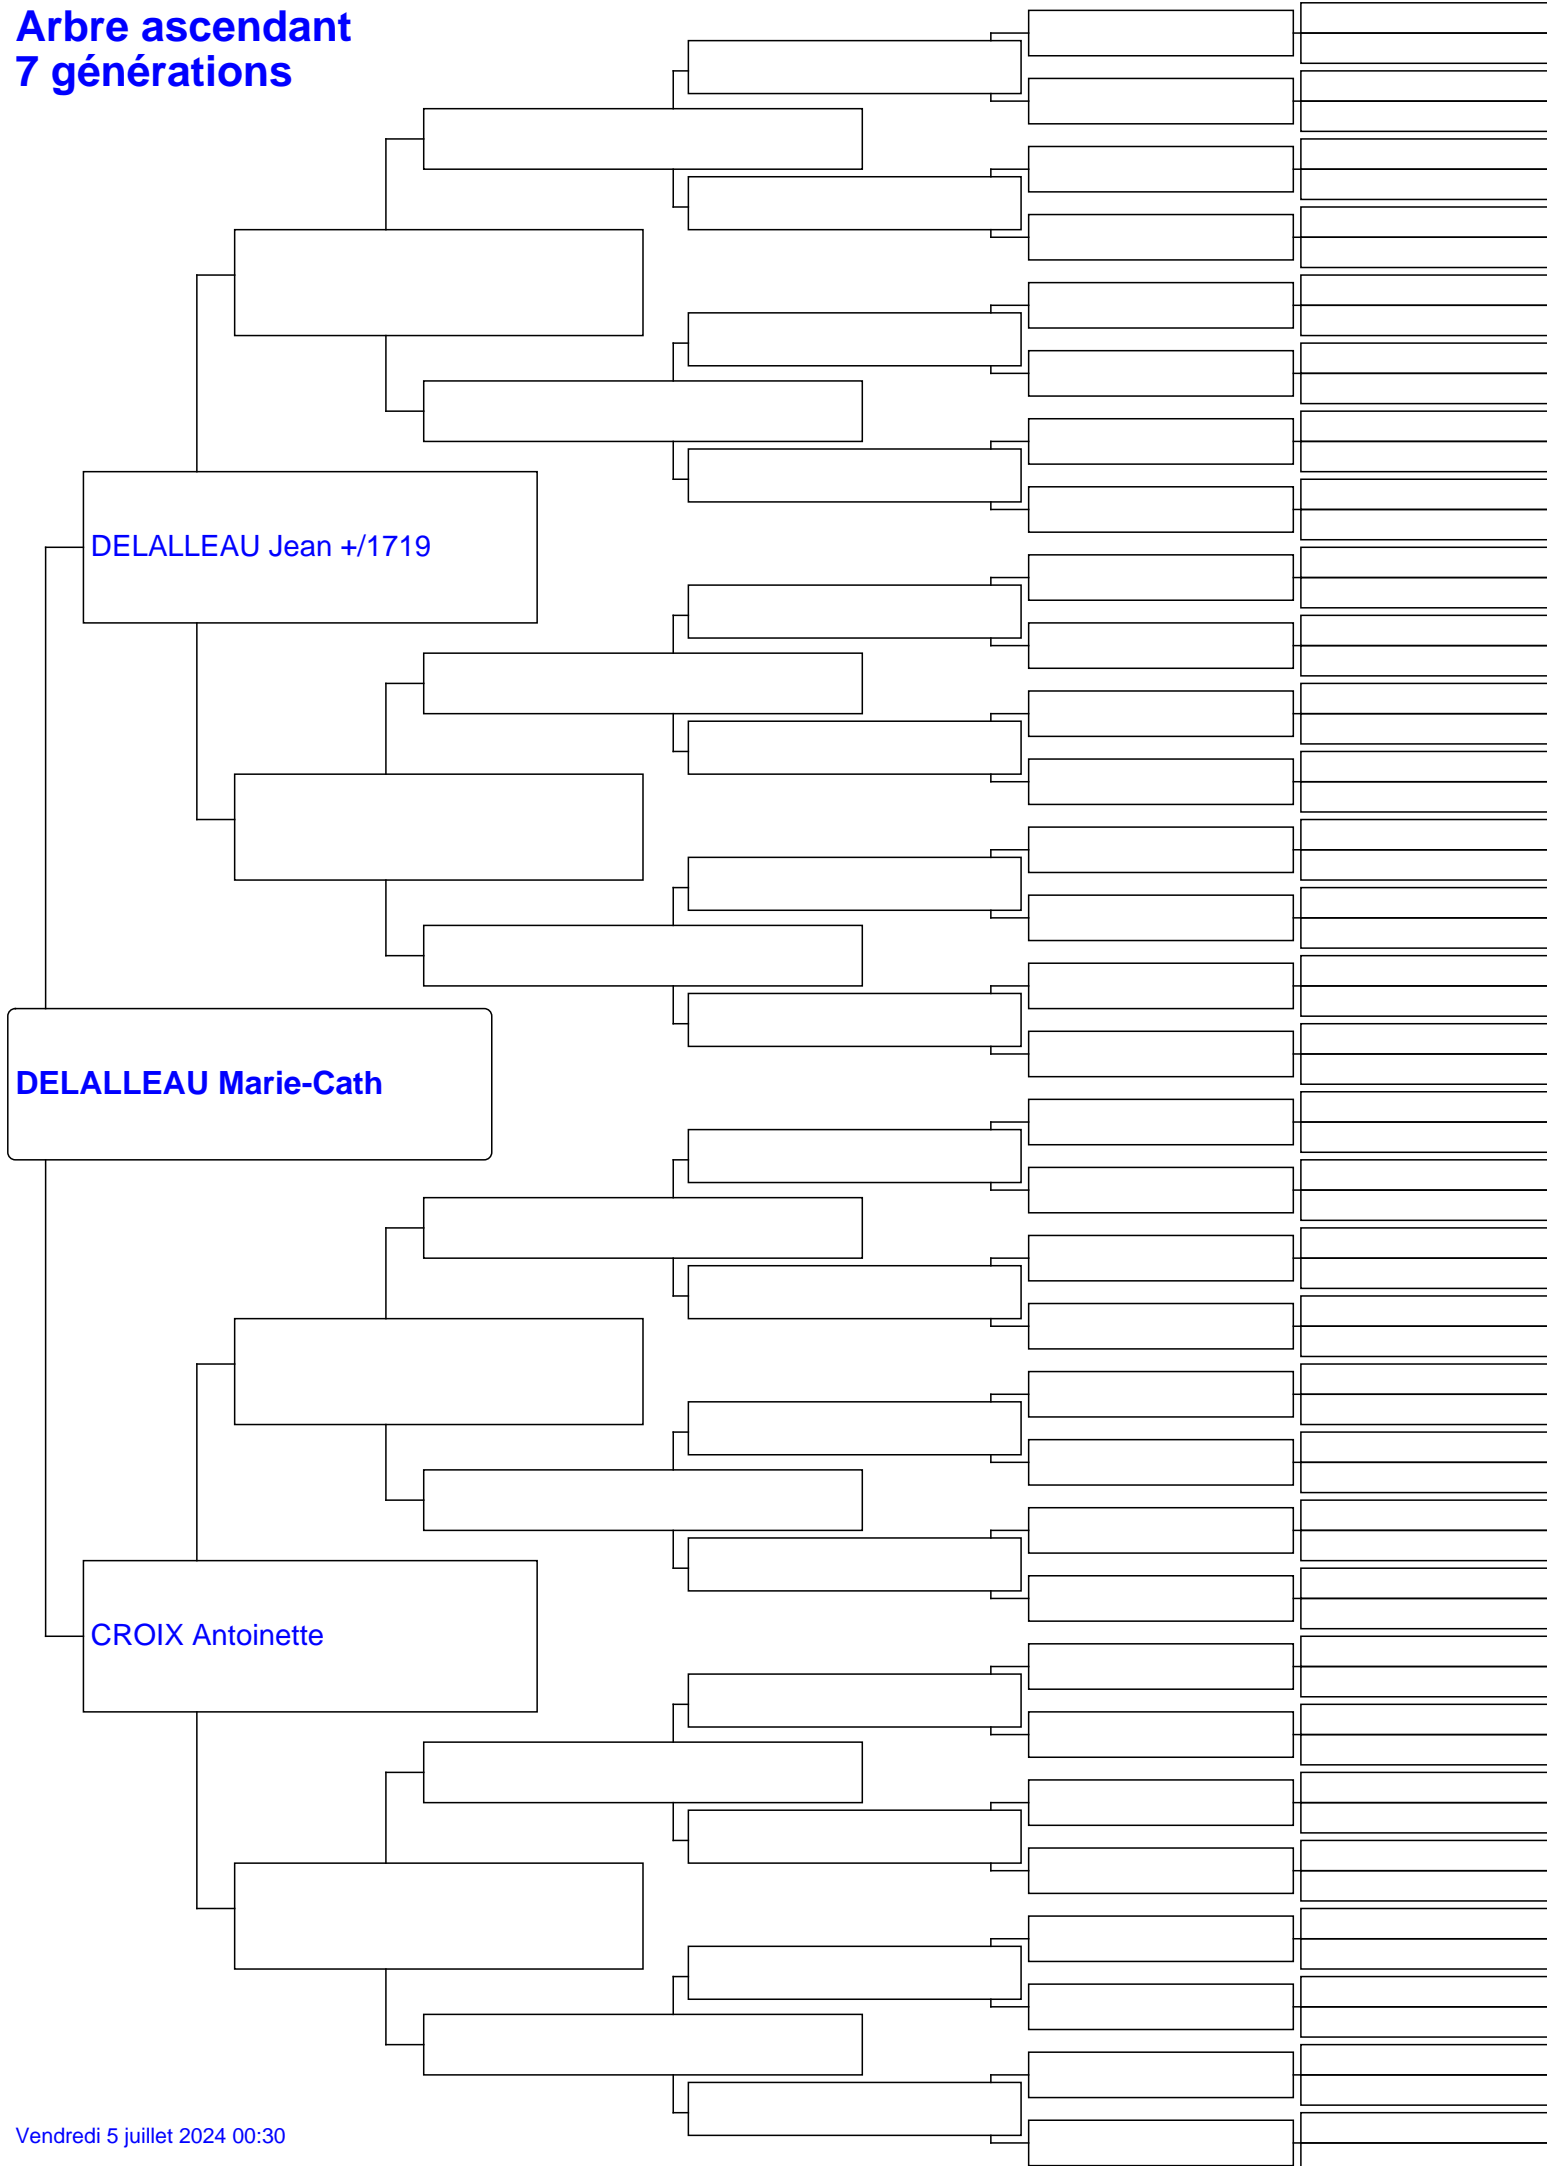 Arbre ascendant
7 générations
DELALLEAU Jean +/1719
DELALLEAU Marie-Cath
CROIX Antoinette
Vendredi 5 juillet 2024 00:30